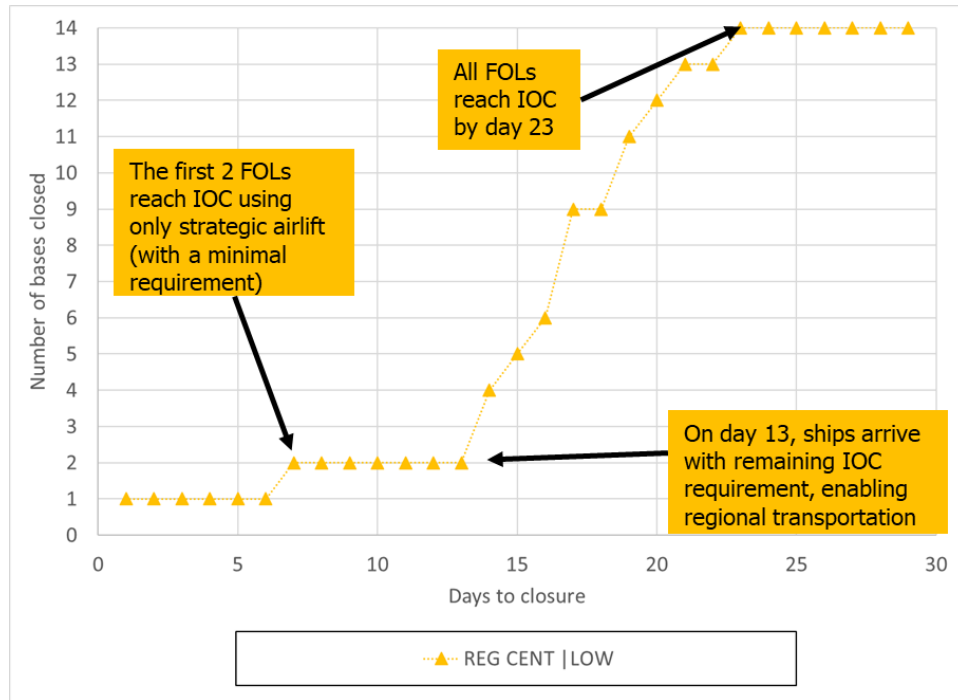 14
13
12
11
10
9
8
7
6
5
4
3
2
1
0
Number of bases closed
All FOLs
reach IOC
by day 23
The first 2 FOLs
reach IOC using
only strategic airlift
(with a minimal
requirement)
On day 13, ships arrive
with remaining IOC
requirement, enabling
regional transportation
0 5 10 15 20 25 30
Days to closure
REG CENT |LOW